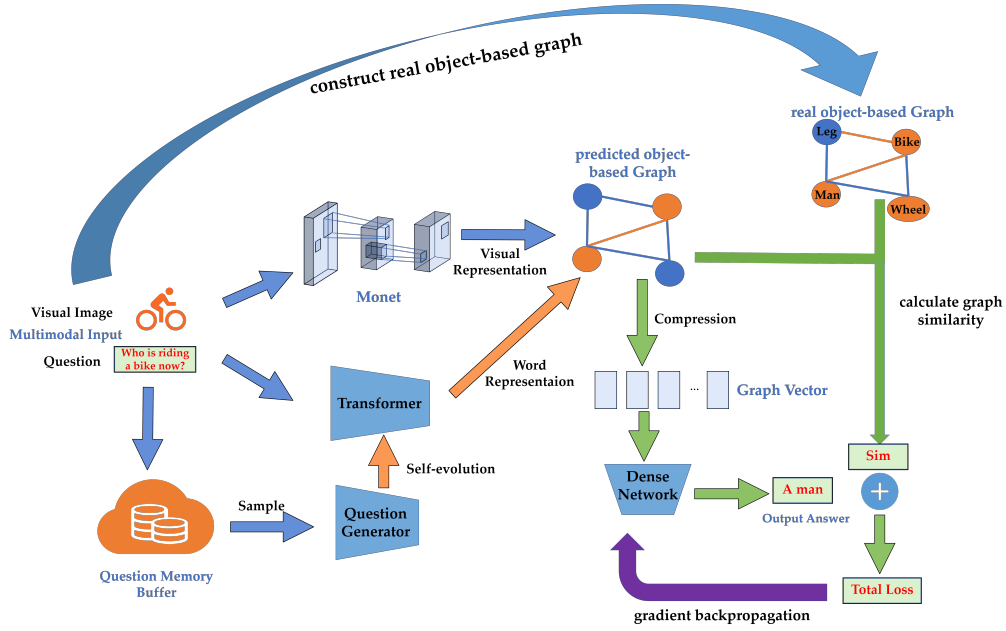 construct real object-based graph
real object-based Graph
Leg
Bike
Man
Wheel
predicted object-
based Graph
Visual
Representation
Monet
Visual Image
Multimodal Input
Question
Who is riding
a bike now?
Transformer
Word
Representaion
Compression
Graph Vector
...
calculate graph
similarity
Self-evolution
Question
Generator
Sample
Question Memory
Buffer
Dense
Network
A man
Output Answer
Sim
+
Total Loss
gradient backpropagation